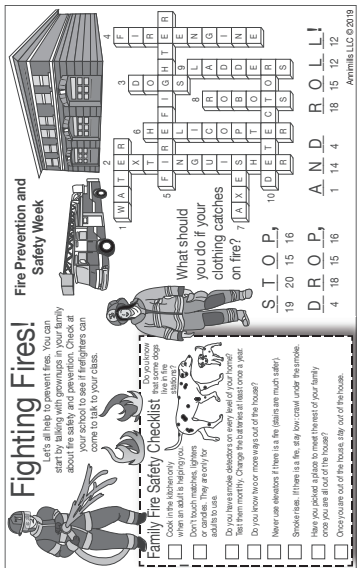 Fighting Fires!
Let's all help to prevent fires. You can
start by talking with grownups in your family
about fire safety and prevention. Check at
your school to see if firefighters can
come to talk to your class.
Fire Prevention and
Safety Week
Family Fire Safety Checklist
Cook in the kitchen only
when an adult is helping you.
Don't touch matches, lighters
or candles. They are only for
adults to use.
Do you know
that some dogs
live in fire
stations?
Do you have smoke detectors on every level of your home?
Test them monthly. Change the batteries at least once a year.
Do you know two or more ways out of the house?
Never use elevators if there is a fire (stairs are much safer).
Smoke rises. If there is a fire, stay low: crawl under the smoke.
Have you picked a place to meet the rest of your family
once you are all out of the house?
Once you are out of the house, stay out of the house.
1 WATER
4 FIRE ENGINE
5 FIREFIGHTER
7 AXES
10 DETECTORS
What should
you do if your
clothing catches
on fire?
S T O P,
19 20 15 16
D R O P, A N D R O L L!
4 18 15 16 1 14 4 18 15 12 12
Annimills LLC © 2019